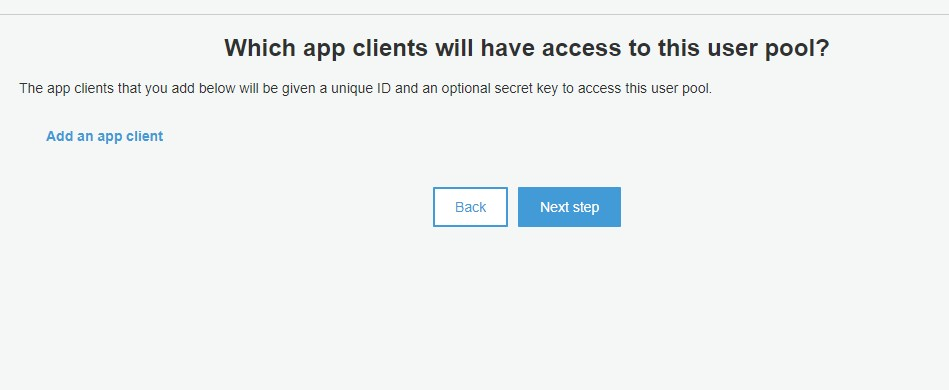 Which app clients will have access to this user pool?
The app clients that you add below will be given a unique ID and an optional secret key to access this user pool.
Add an app client
Back Next step